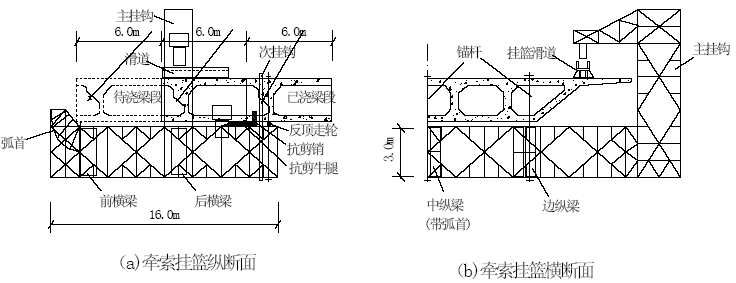 主挂钩
6.0m
6.0m
6.0m
滑道
次挂钩
待浇梁段
己浇梁段
弧首
反顶走轮
抗剪销
抗剪牛腿
前横梁
后横梁
16.0m
(a)牵索挂篮纵断面
锚杆
挂篮滑道
主挂钩
3.0m
中纵梁
(带弧首)
边纵梁
(b)牵索挂篮横断面